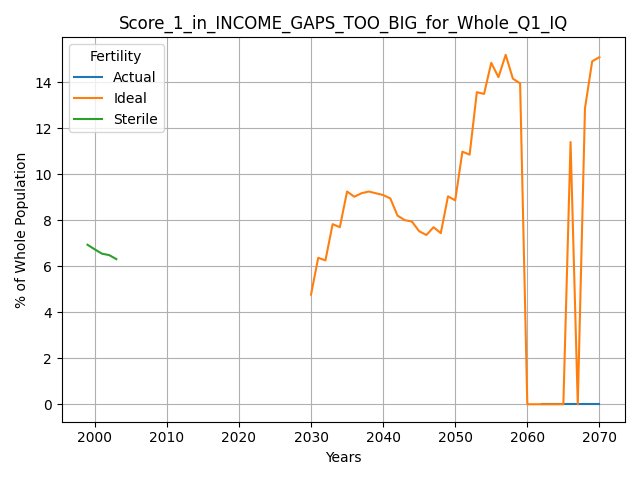 Score_1_in_INCOME_GAPS_TOO_BIG_for_Whole_Q1_IQ
% of Whole Population
14
12
10
8
6
4
2
0
Fertility
Actual
Ideal
Sterile
2000 2010 2020 2030 2040 2050 2060 2070
Years